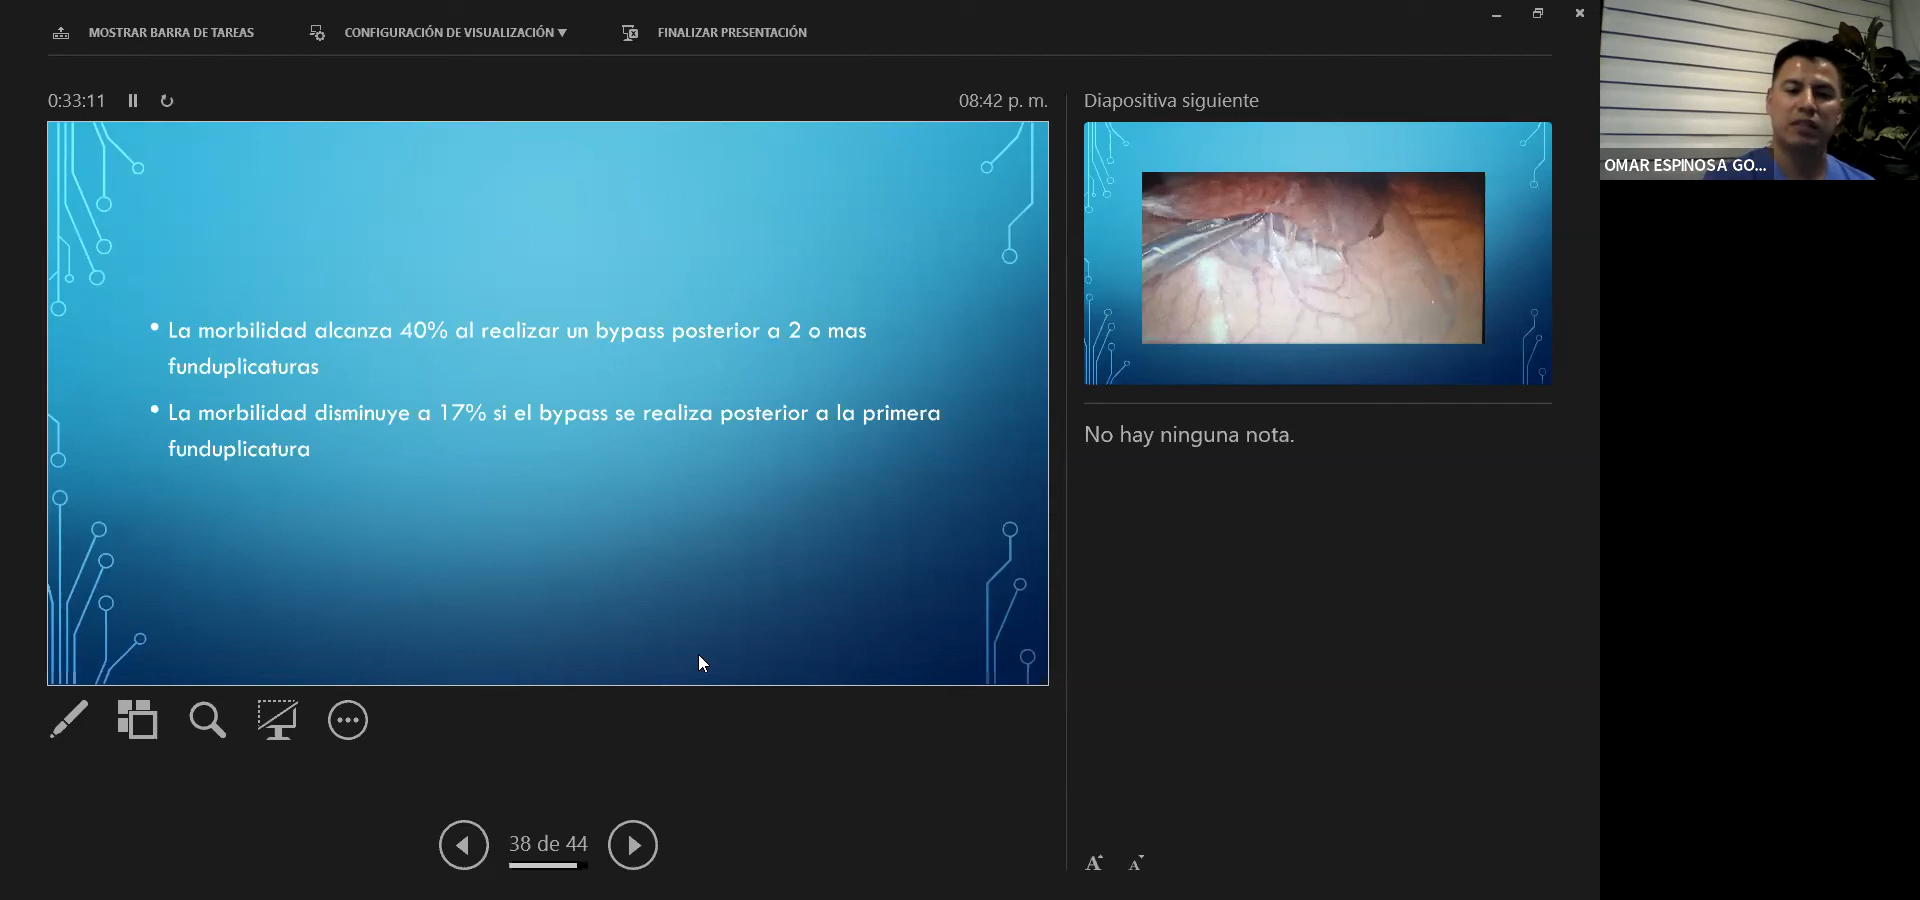 MOSTRAR BARRA DE TAREAS
CONFIGURACIÓN DE VISUALIZACIÓN ▼
FINALIZAR PRESENTACIÓN
0:33:11
08:42 p. m.
Diapositiva siguiente
OMAR ESPINOSA GO...
• La morbilidad alcanza 40% al realizar un bypass posterior a 2 o mas
funduplicaturas
• La morbilidad disminuye a 17% si el bypass se realiza posterior a la primera
funduplicatura
No hay ninguna nota.
38 de 44
A A